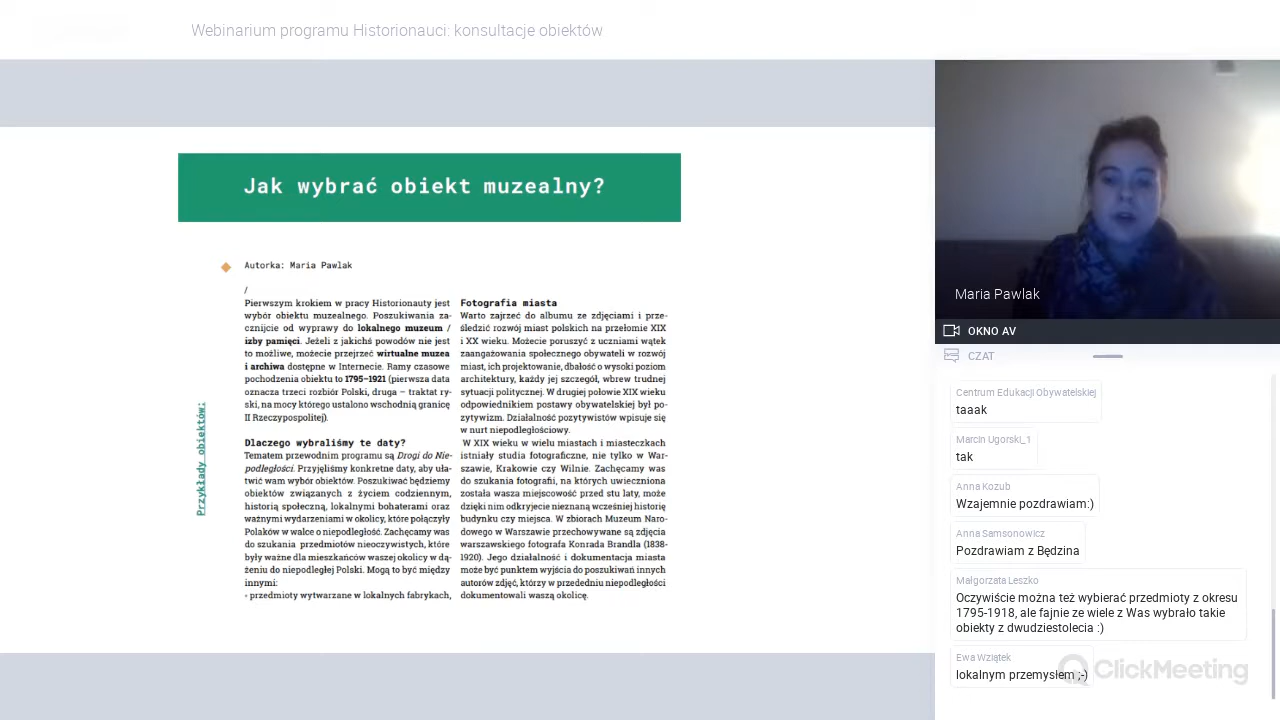 Webinarium programu Historionauci: konsultacje obiektów
Jak wybrać obiekt muzealny?
Autorka: Maria Pawlak
/
Pierwszym krokiem w pracy Historionauty jest
wybór obiektu muzealnego. Poszukiwania za-
cznijcie od wyprawy do lokalnego muzeum /
izby pamięci. Jeżeli z jakichś powodów nie jest
to możliwe, możecie przejrzeć wirtualne muzea
i archiwa dostępne w Internecie. Ramy czasowe
pochodzenia obiektu to 1795–1921 (pierwsza data
oznacza trzeci rozbiór Polski, druga – traktat ry-
ski, na mocy którego ustalono wschodnią granicę
II Rzeczypospolitej).
Dlaczego wybraliśmy te daty?
Tematem przewodnim programu są Drogi do Nie-
podległości. Przyjęliśmy konkretne daty, aby uła-
twić wam wybór obiektów. Poszukiwać będziemy
obiektów związanych z życiem codziennym,
historią społeczną, lokalnymi bohaterami oraz
ważnymi wydarzeniami w okolicy, które połączyły
Polaków w walce o niepodległość. Zachęcamy was
do szukania przedmiotów nieoczywistych, które
były ważne dla mieszkańców waszej okolicy w dą-
żeniu do niepodległej Polski. Mogą to być między
innymi:
◦ przedmioty wytwarzane w lokalnych fabrykach,
Fotografia miasta
Warto zajrzeć do albumu ze zdjęciami i prze-
śledzić rozwój miast polskich na przełomie XIX
i XX wieku. Możecie poruszyć z uczniami wątek
zaangażowania społecznego obywateli w rozwój
miast, ich projektowanie, dbałość o wysoki poziom
architektury, każdy jej szczegół, wbrew trudnej
sytuacji politycznej. W drugiej połowie XIX wieku
odpowiednikiem postawy obywatelskiej był po-
zytywizm. Działalność pozytywistów wpisuje się
w nurt niepodległościowy.
W XIX wieku w wielu miastach i miasteczkach
istniały studia fotograficzne, nie tylko w War-
szawie, Krakowie czy Wilnie. Zachęcamy was
do szukania fotografii, na których uwieczniona
została wasza miejscowość przed stu laty, może
dzięki nim odkryjecie nieznaną wcześniej historię
budynku czy miejsca. W zbiorach Muzeum Naro-
dowego w Warszawie przechowywane są zdjęcia
warszawskiego fotografa Konrada Brandla (1838-
1920). Jego działalność i dokumentacja miasta
może być punktem wyjścia do poszukiwań innych
autorów zdjęć, którzy w przededniu niepodległości
dokumentowali waszą okolicę.
Przykłady obiektów:
Maria Pawlak
OKNO AV
CZAT
Centrum Edukacji Obywatelskiej
taaak
Marcin Ugorski_1
tak
Anna Kozub
Wzajemnie pozdrawiam:)
Anna Samsonowicz
Pozdrawiam z Będzina
Małgorzata Leszko
Oczywiście można też wybierać przedmioty z okresu
1795-1918, ale fajnie ze wiele z Was wybrało takie
obiekty z dwudziestolecia :)
Ewa Wziątek
lokalnym przemysłem ;-)
ClickMeeting